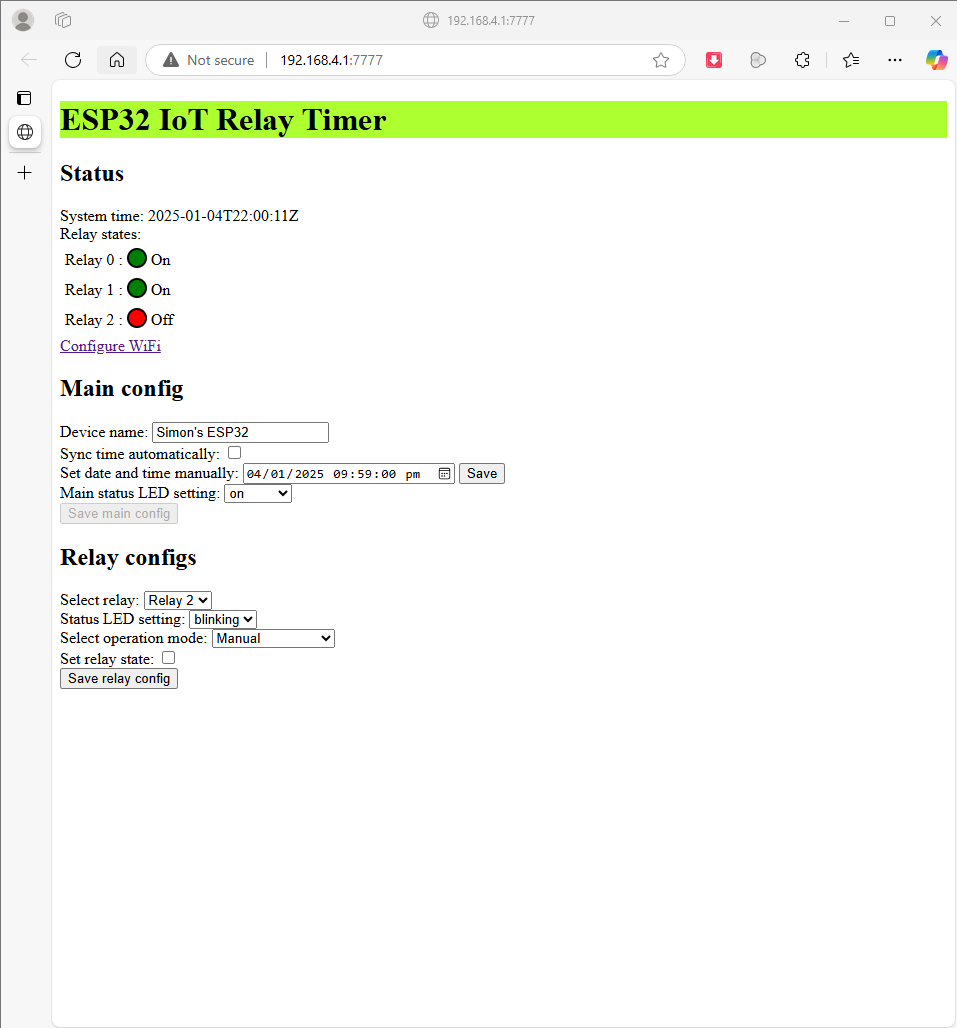 192.168.4.1:7777
Not secure 192.168.4.1:7777
ESP32 IoT Relay Timer
Status
System time: 2025-01-04T22:00:11Z
Relay states:
Relay 0 : On
Relay 1 : On
Relay 2 : Off
Configure WiFi
Main config
Device name: Simon's ESP32
Sync time automatically:
Set date and time manually: 04/01/2025 09:59:00 pm Save
Main status LED setting: on
Save main config
Relay configs
Select relay: Relay 2
Status LED setting: blinking
Select operation mode: Manual
Set relay state:
Save relay config